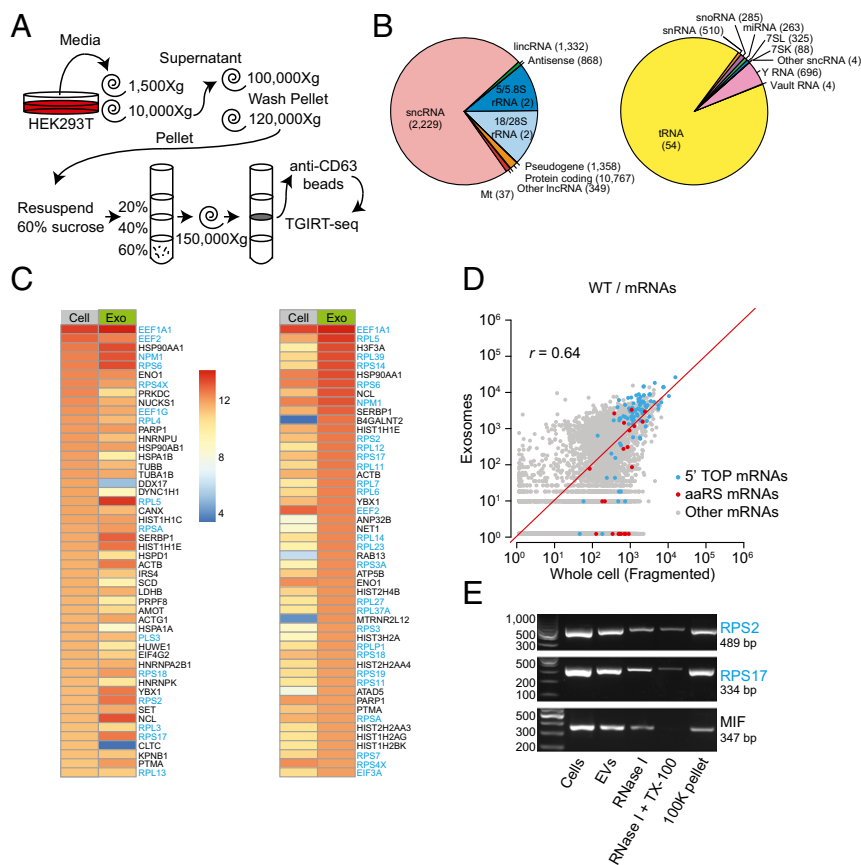 A
Media
Supernatant
1,500Xg
10,000Xg
100,000Xg
Wash Pellet
120,000Xg
HEK293T
Pellet
Resuspend
60% sucrose
20%
40%
60%
150,000Xg
anti-CD63
beads
TGIRT-seq
B
lincRNA (1,332)
Antisense (868)
5/5.8S
rRNA (2)
18/28S
rRNA (2)
sncRNA
(2,229)
Pseudogene (1,358)
Protein coding (10,767)
Other lncRNA (349)
Mt (37)
snoRNA (285)
snRNA (510)
miRNA (263)
7SL (325)
7SK (88)
Other sncRNA (4)
Y RNA (696)
Vault RNA (4)
tRNA
(54)
C
Cell Exo
EEF1A1
EEF2
HSP90AA1
NPM1
RPS6
ENO1
RPS4X
PRKDC
NUCKS1
EEF1G
RPL4
PARP1
HNRNPU
HSP90AB1
HSPA1B
TUBB
TUBA1B
DDX17
DYNC1H1
RPL5
CANX
HIST1H1C
RPSA
SERBP1
HIST1H1E
HSPD1
ACTB
IRS4
SCD
LDHB
PRPF8
AMOT
ACTG1
HSPA1A
PLS3
HUWE1
EIF4G2
HNRNPA2B1
RPS18
HNRNPK
YBX1
RPS2
SET
NCL
RPL3
RPS17
CLTC
KPNB1
PTMA
RPL13
12
8
4
Cell Exo
EEF1A1
RPL5
H3F3A
RPL39
RPS14
HSP90AA1
RPS6
NCL
NPM1
SERBP1
B4GALNT2
HIST1H1E
RPS2
RPL12
RPS17
RPL11
ACTB
RPL7
RPL6
YBX1
EEF2
ANP32B
NET1
RPL14
RPL23
RAB13
RPS3A
ATP5B
ENO1
HIST2H4B
RPL27
RPL37A
MTRNR2L12
RPS3
HIST3H2A
RPLP1
RPS18
HIST2H2AA4
RPS19
RPS11
ATAD5
PARP1
PTMA
RPSA
HIST2H2AA3
HIST1H2AG
HIST1H2BK
RPS7
RPS4X
EIF3A
D
WT / mRNAs
r = 0.64
Exosomes
10⁶
10⁵
10⁴
10³
10²
10¹
10⁰
5' TOP mRNAs
aaRS mRNAs
Other mRNAs
10⁰ 10¹ 10² 10³ 10⁴ 10⁵ 10⁶
Whole cell (Fragmented)
E
1,000
500
300
RPS2
489 bp
500
200
100
RPS17
334 bp
500
300
200
MIF
347 bp
Cells
EVs
RNase I
RNase I + TX-100
100K pellet